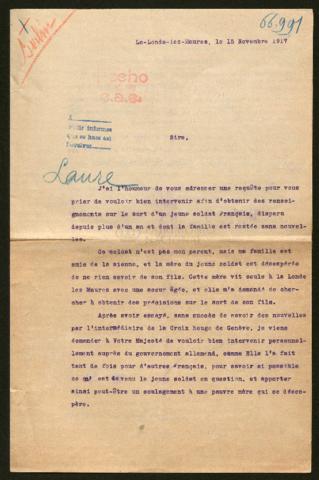 x
Berlin
66.991
La-Londe-les-Maures, le 15 Novembre 1917
echo
e.a.e.
A
Sire,
Laure
J'ai l'honneur de vous adresser une requête pour vous
prier de vouloir bien intervenir afin d'obtenir des rensei-
gnements sur le sort d'un jeune soldat Français, disparu
depuis plus d'un an et dont la famille est restée sans nouvel-
les.
Ce soldat n'est pas mon parent, mais ma famille est
amie de la sienne, et la mère du jeune soldat est désespérée
de ne rien savoir de son fils. Cette mère vit seule à la Londe
les Maures avec une soeur âgée, et elle m'a demandé de cher-
cher à obtenir des précisions sur le sort de son fils.
Après avoir essayé, sans succès de savoir des nouvelles
par l'intermédiaire de la Croix Rouge de Genève, je viens
demander à Votre Majesté de vouloir bien intervenir personnel-
lement auprès du gouvernement allemand, comme Elle l'a fait
tant de fois pour d'autres Français, pour savoir si possible
ce qu'est devenu le jeune soldat en question, et apporter
ainsi peut-être un soulagement à une pauvre mère qui se déses-
père.